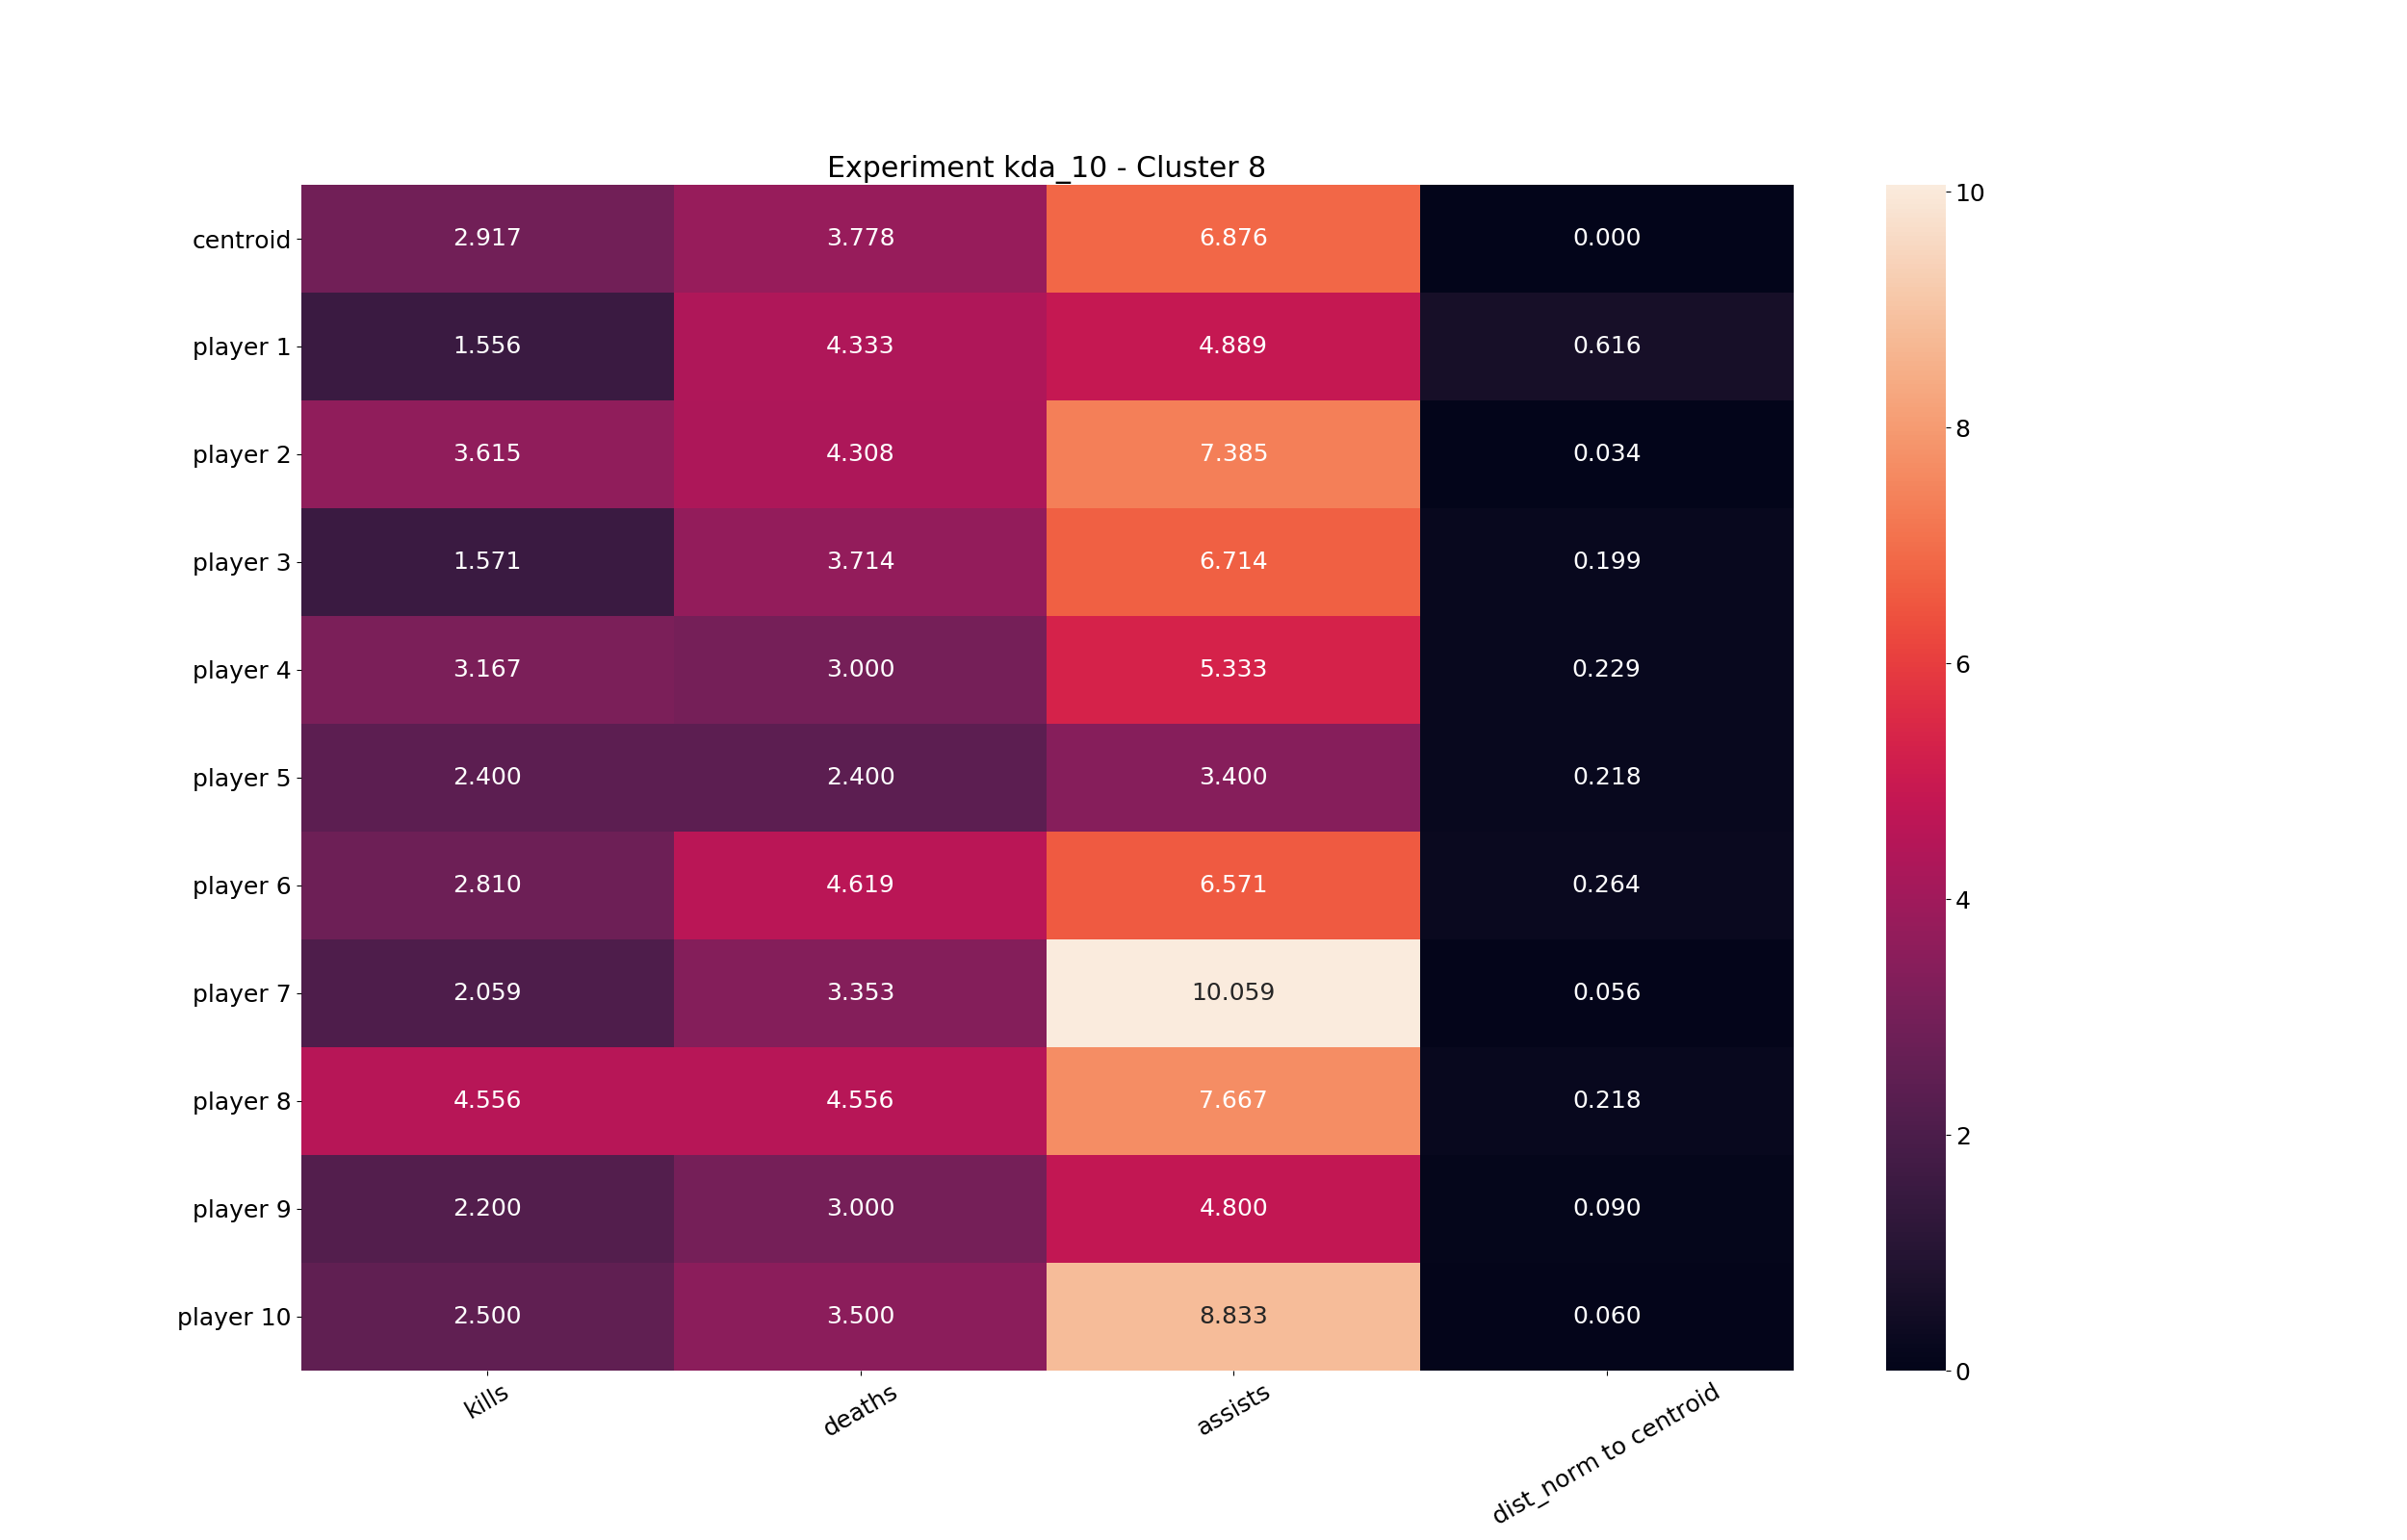 Experiment kda_10 - Cluster 8
centroid 2.917 3.778 6.876 0.000
player 1 1.556 4.333 4.889 0.616
player 2 3.615 4.308 7.385 0.034
player 3 1.571 3.714 6.714 0.199
player 4 3.167 3.000 5.333 0.229
player 5 2.400 2.400 3.400 0.218
player 6 2.810 4.619 6.571 0.264
player 7 2.059 3.353 10.059 0.056
player 8 4.556 4.556 7.667 0.218
player 9 2.200 3.000 4.800 0.090
player 10 2.500 3.500 8.833 0.060
kills deaths assists dist_norm to centroid
10
8
6
4
2
0